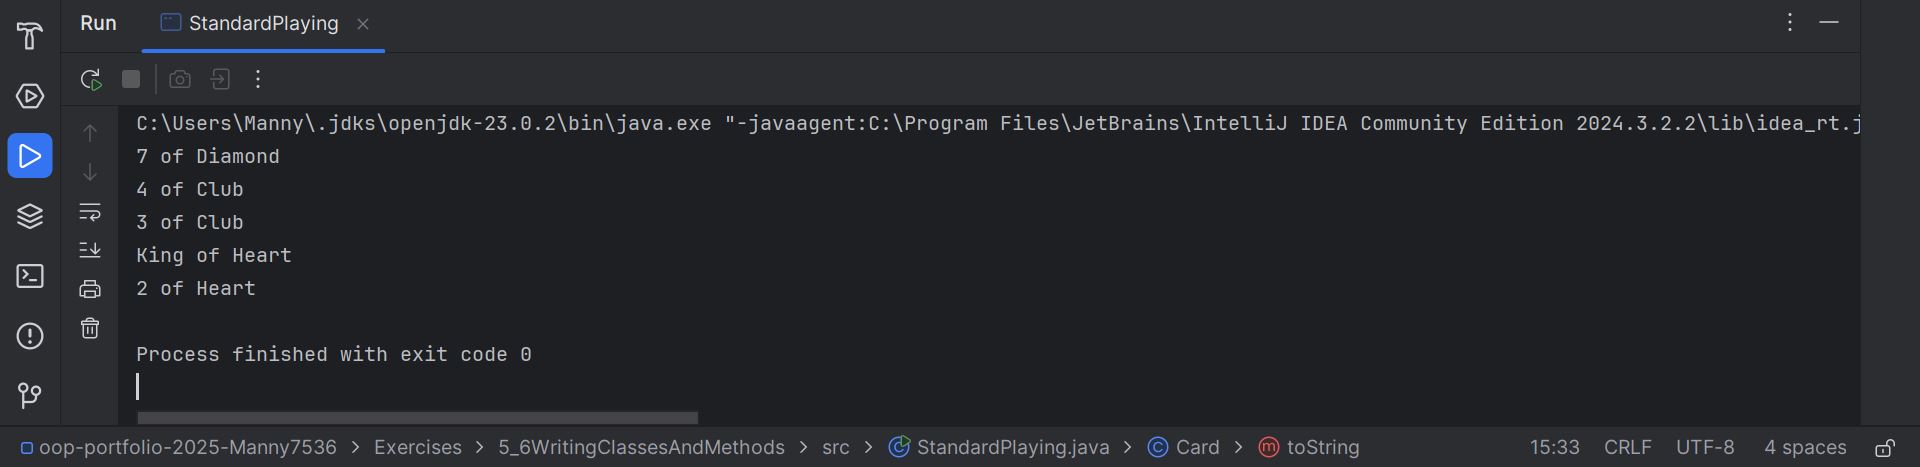 Run StandardPlaying
C:\Users\Manny\.jdks\openjdk-23.0.2\bin\java.exe "-javaagent:C:\Program Files\JetBrains\IntelliJ IDEA Community Edition 2024.3.2.2\lib\idea_rt.j
7 of Diamond
4 of Club
3 of Club
King of Heart
2 of Heart
Process finished with exit code 0
oop-portfolio-2025-Manny7536 > Exercises > 5_6WritingClassesAndMethods > src > StandardPlaying.java > Card > toString 15:33 CRLF UTF-8 4 spaces